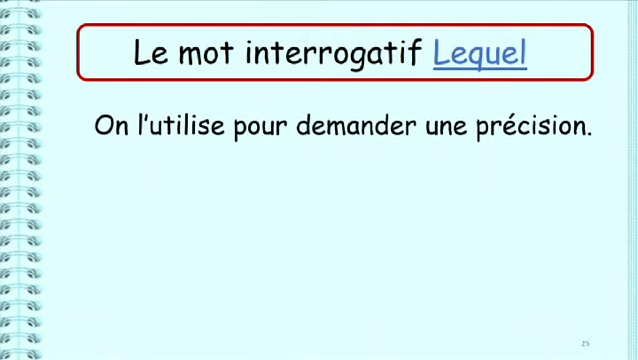 Le mot interrogatif Lequel
On l'utilise pour demander une précision.
25